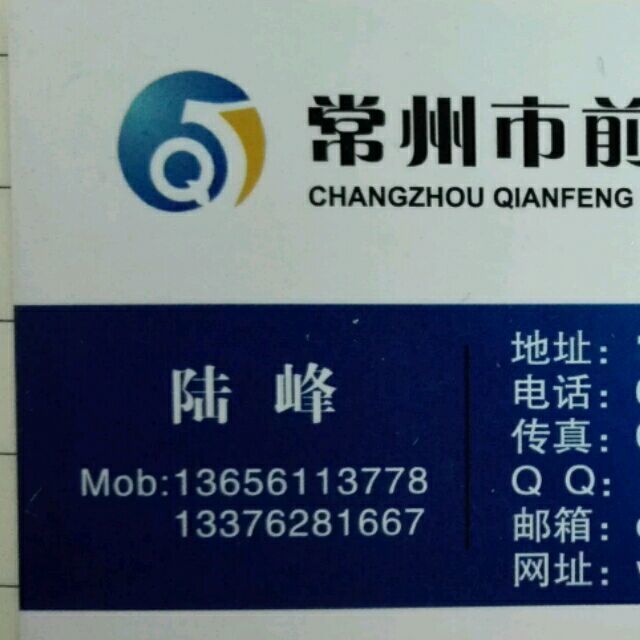 常州市前
CHANGZHOU QIANFENG
陆 峰
Mob:13656113778
13376281667
地址:
电话:
传真:
Q Q:
邮箱:
网址: